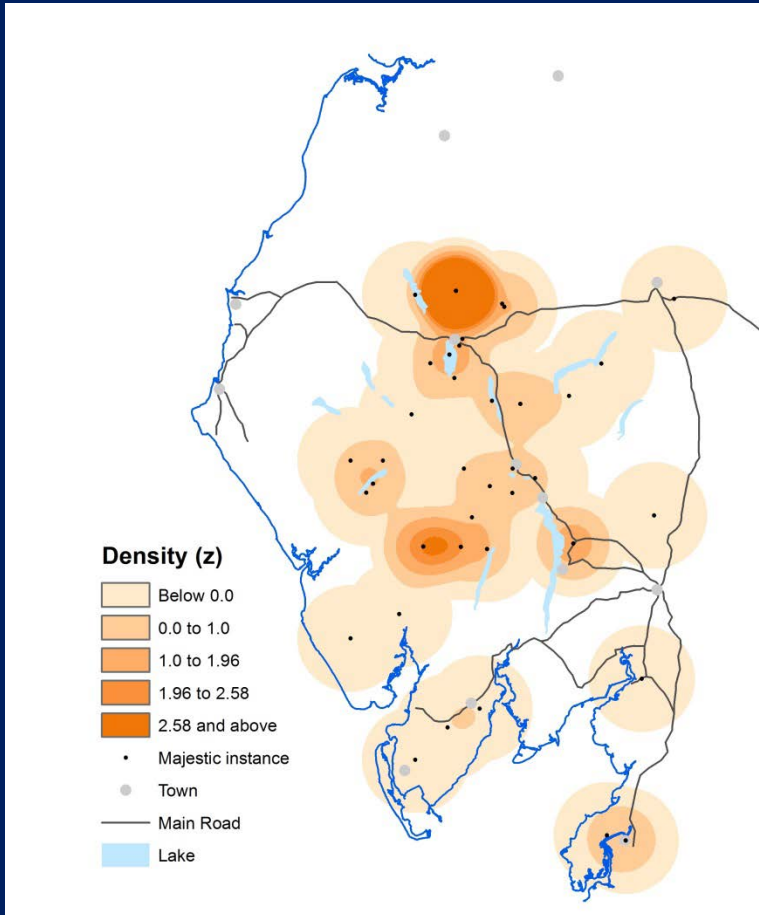 Density (z)
Below 0.0
0.0 to 1.0
1.0 to 1.96
1.96 to 2.58
2.58 and above
Majestic instance
Town
Main Road
Lake